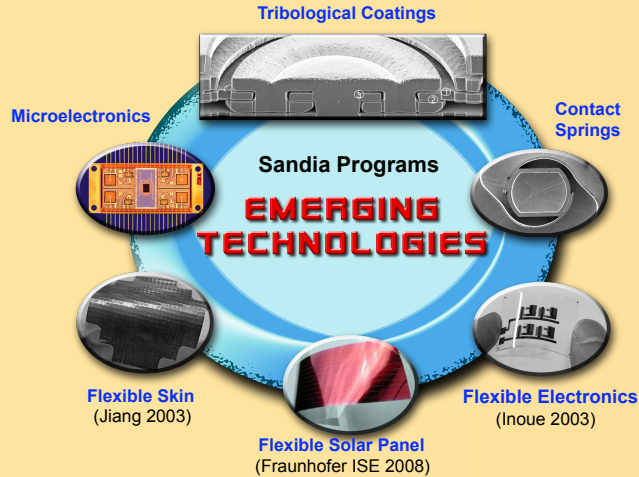 Tribological Coatings
Microelectronics
Contact
Springs
Sandia Programs
EMERGING
TECHNOLOGIES
Flexible Skin
(Jiang 2003)
Flexible Electronics
(Inoue 2003)
Flexible Solar Panel
(Fraunhofer ISE 2008)